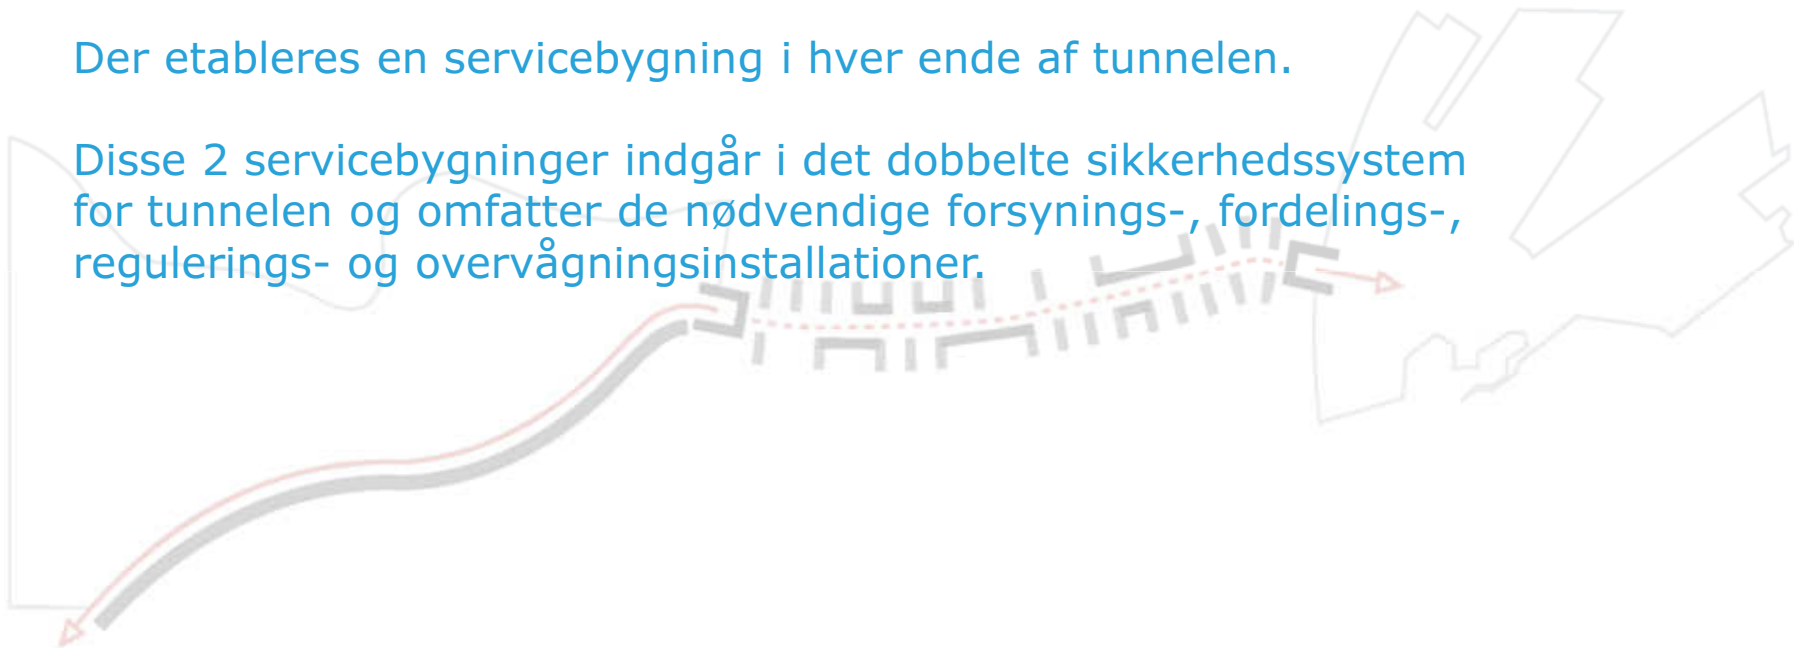 Der etableres en servicebygning i hver ende af tunnelen.
Disse 2 servicebygninger indgår i det dobbelte sikkerhedssystem
for tunnelen og omfatter de nødvendige forsynings-, fordelings-,
regulerings- og overvågningsinstallationer.